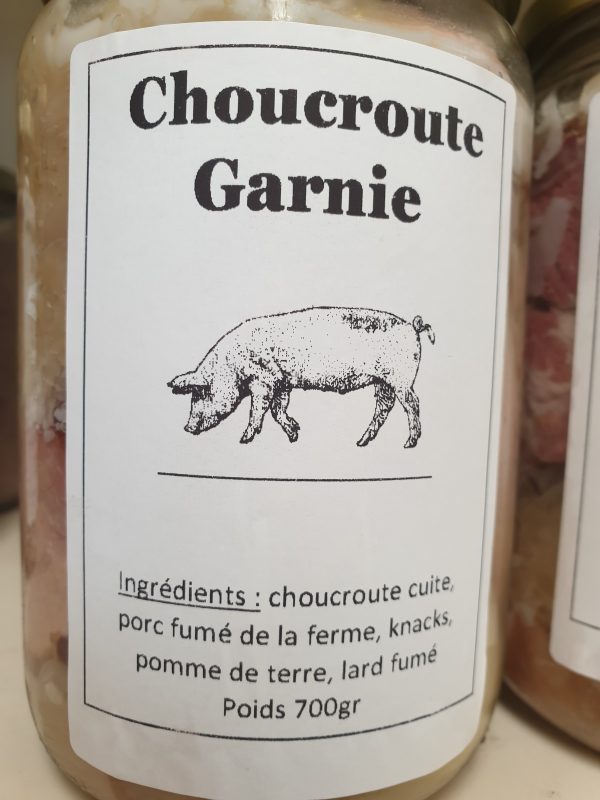 Choucroute
Garnie
Ingrédients : choucroute cuite,
porc fumé de la ferme, knacks,
pomme de terre, lard fumé
Poids 700gr